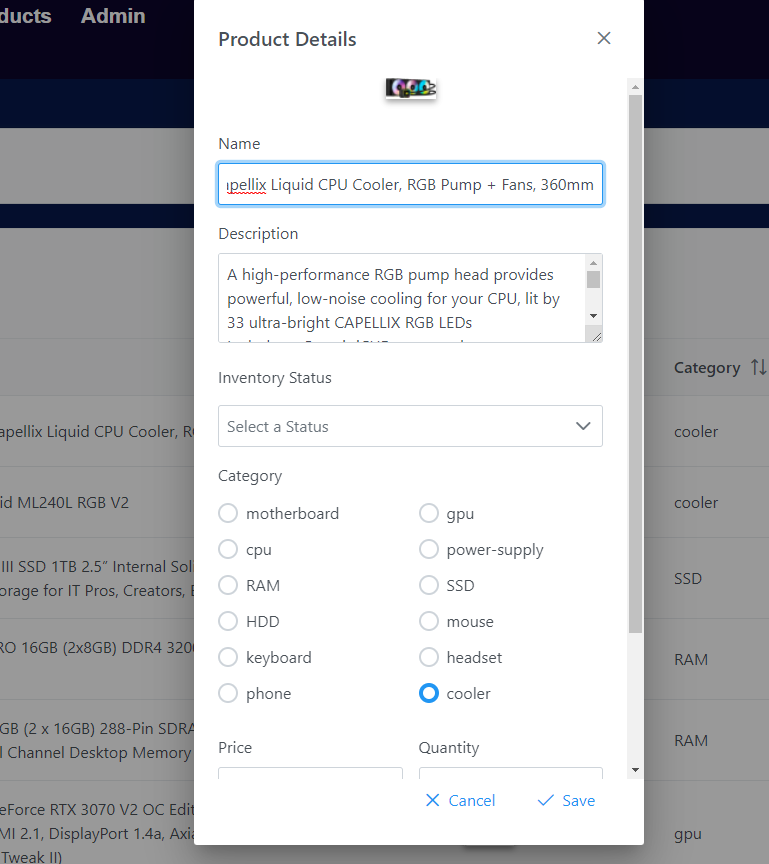 ducts Admin
Product Details
Name
apellix Liquid CPU Cooler, RGB Pump + Fans, 360mm
Description
A high-performance RGB pump head provides
powerful, low-noise cooling for your CPU, lit by
33 ultra-bright CAPELLIX RGB LEDs
Inventory Status
Select a Status
Category
motherboard
gpu
cpu
power-supply
RAM
SSD
HDD
mouse
keyboard
headset
phone
cooler
Price
Quantity
Cancel
Save
Category
apellix Liquid CPU Cooler, R
cooler
id ML240L RGB V2
cooler
III SSD 1TB 2.5” Internal Sol
orage for IT Pros, Creators, E
SSD
RO 16GB (2x8GB) DDR4 320
RAM
GB (2 x 16GB) 288-Pin SDRA
l Channel Desktop Memory
RAM
eForce RTX 3070 V2 OC Edit
MI 2.1, DisplayPort 1.4a, Axia
Tweak II)
gpu